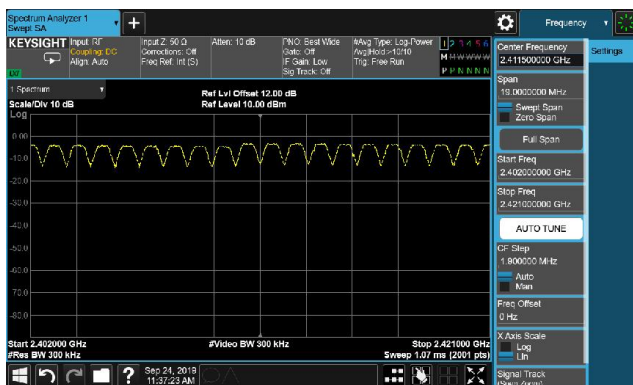 Spectrum Analyzer 1
Swept SA
+
Frequency
KEYSIGHT
Input: RF
Coupling: DC
Align: Auto
Input Z: 50 Ω
Corrections: Off
Freq Ref: Int (S)
Atten: 10 dB
PNO: Best Wide
Gate: Off
IF Gain: Low
Sig Track: Off
#Avg Type: Log-Power
Avg|Hold:>10/10
Trig: Free Run
1 2 3 4 5 6
M W W W W W
P P N N N N
Center Frequency
2.411500000 GHz
Settings
Span
19.0000000 MHz
Swept Span
Zero Span
Full Span
Start Freq
2.402000000 GHz
Stop Freq
2.421000000 GHz
AUTO TUNE
CF Step
1.900000 MHz
Auto
Man
Freq Offset
0 Hz
X Axis Scale
Log
Lin
Signal Track
(Span Zoom)
1 Spectrum
Scale/Div 10 dB
Ref Lvl Offset 12.00 dB
Ref Level 10.00 dBm
Log
0.00
-10.0
-20.0
-30.0
-40.0
-50.0
-60.0
-70.0
-80.0
Start 2.402000 GHz
#Res BW 300 kHz
#Video BW 300 kHz
Stop 2.421000 GHz
Sweep 1.07 ms (2001 pts)
?
Sep 24, 2019
11:37:23 AM